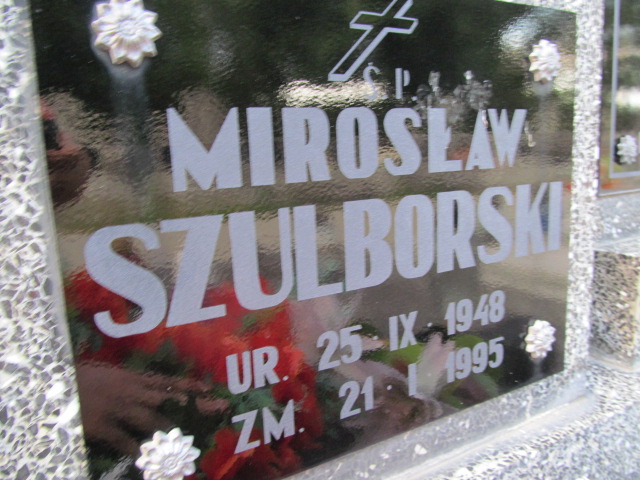 Ś P.
MIROSŁAW
SZULBORSKI
UR. 25 IX 1948
ZM. 21 · I 1995